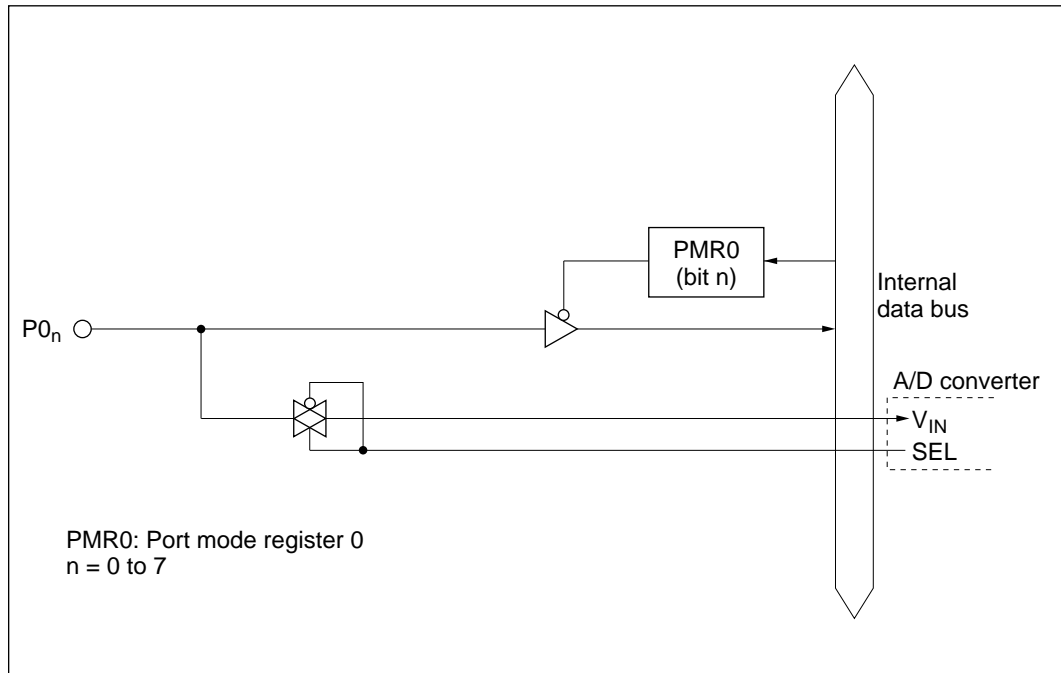 PMR0
(bit n)
Internal
data bus
P0n
A/D converter
VIN
SEL
PMR0: Port mode register 0
n = 0 to 7